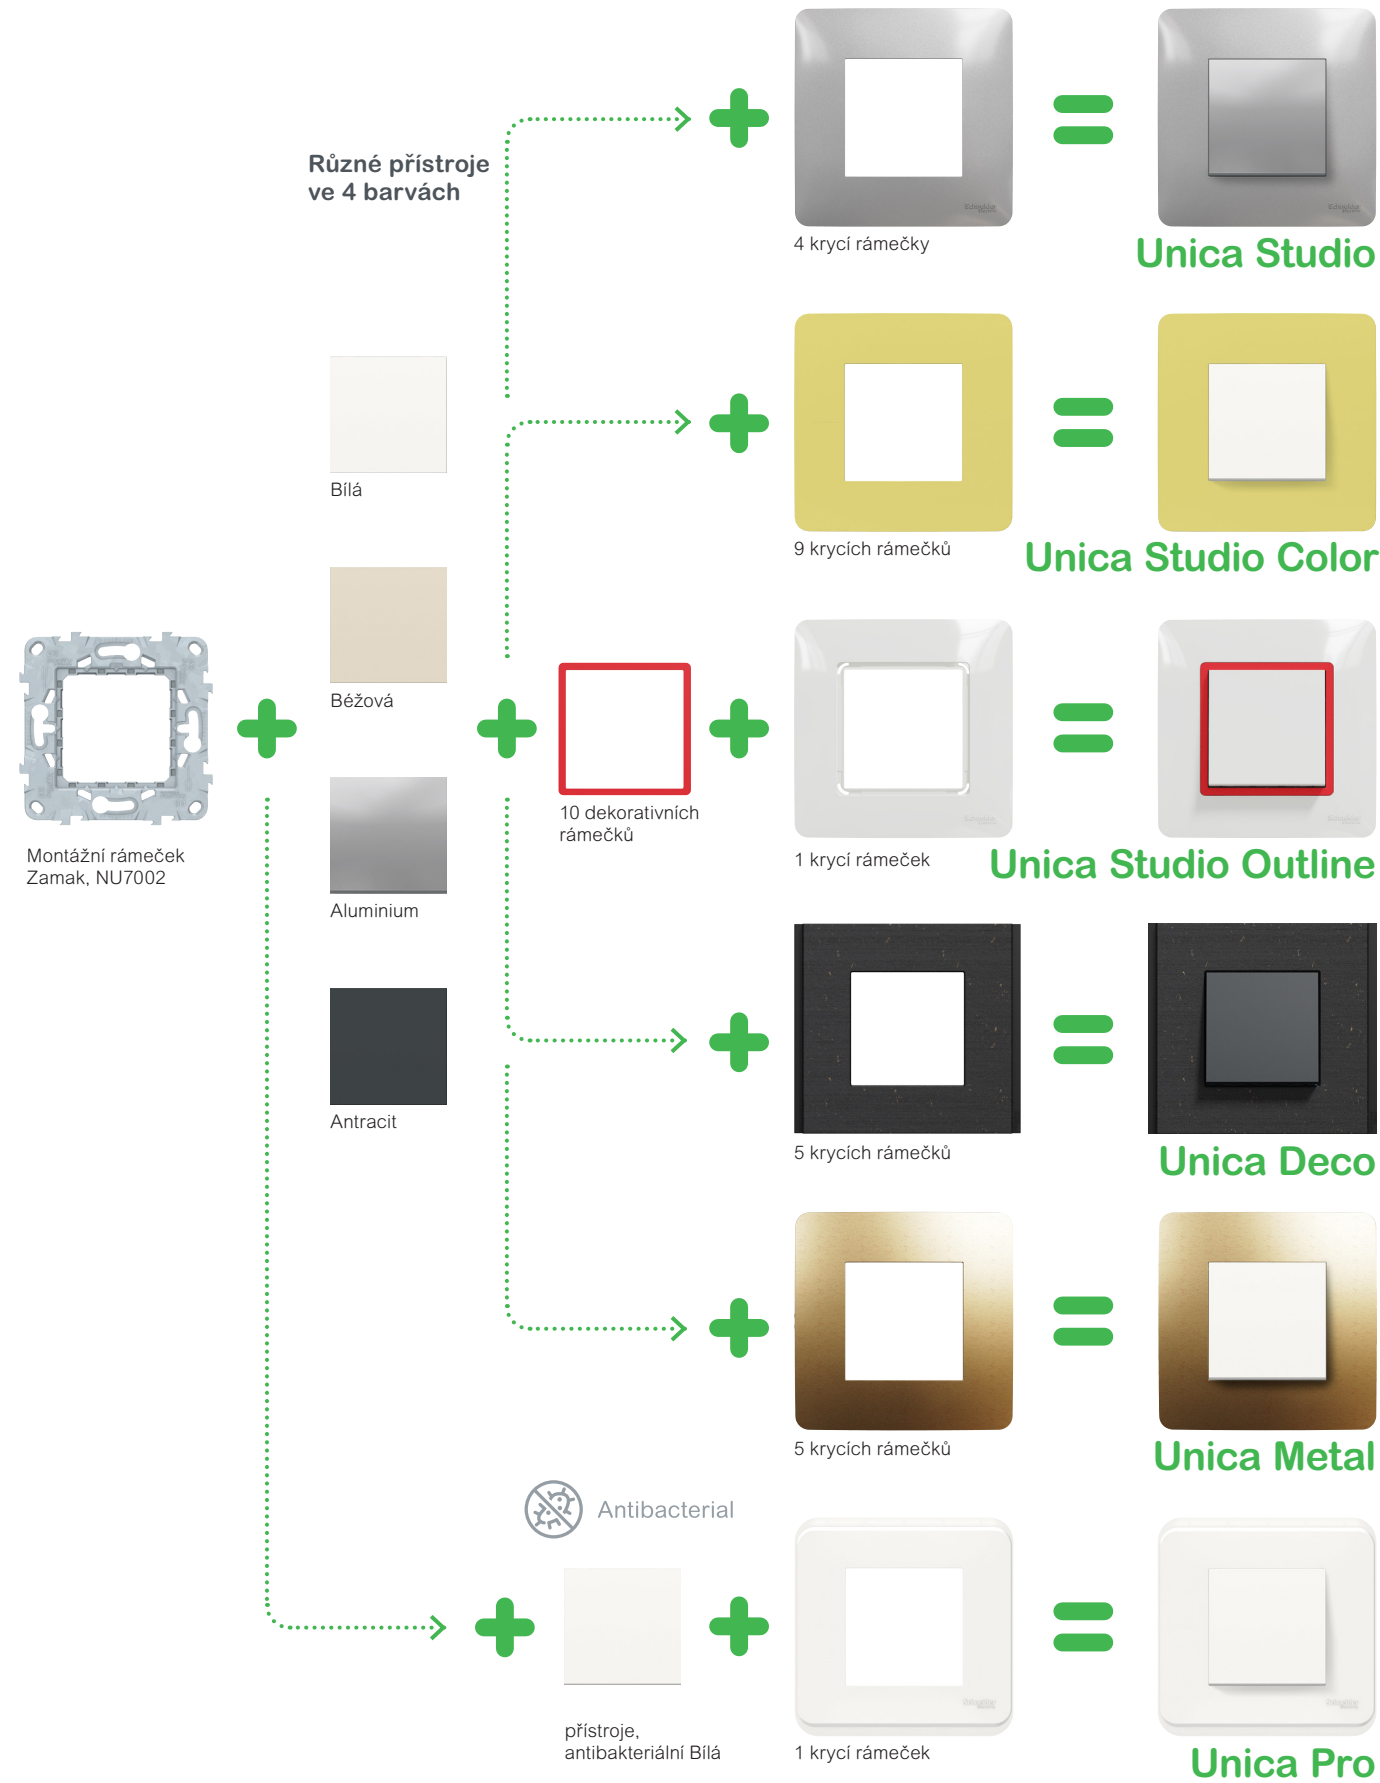 Různé přístroje
ve 4 barvách
4 krycí rámečky
Unica Studio
Bílá
9 krycích rámečků
Unica Studio Color
Béžová
10 dekorativních
rámečků
1 krycí rámeček
Unica Studio Outline
Montážní rámeček
Zamak, NU7002
Aluminium
Antracit
5 krycích rámečků
Unica Deco
5 krycích rámečků
Unica Metal
Antibacterial
přístroje,
antibakteriální Bílá
1 krycí rámeček
Unica Pro